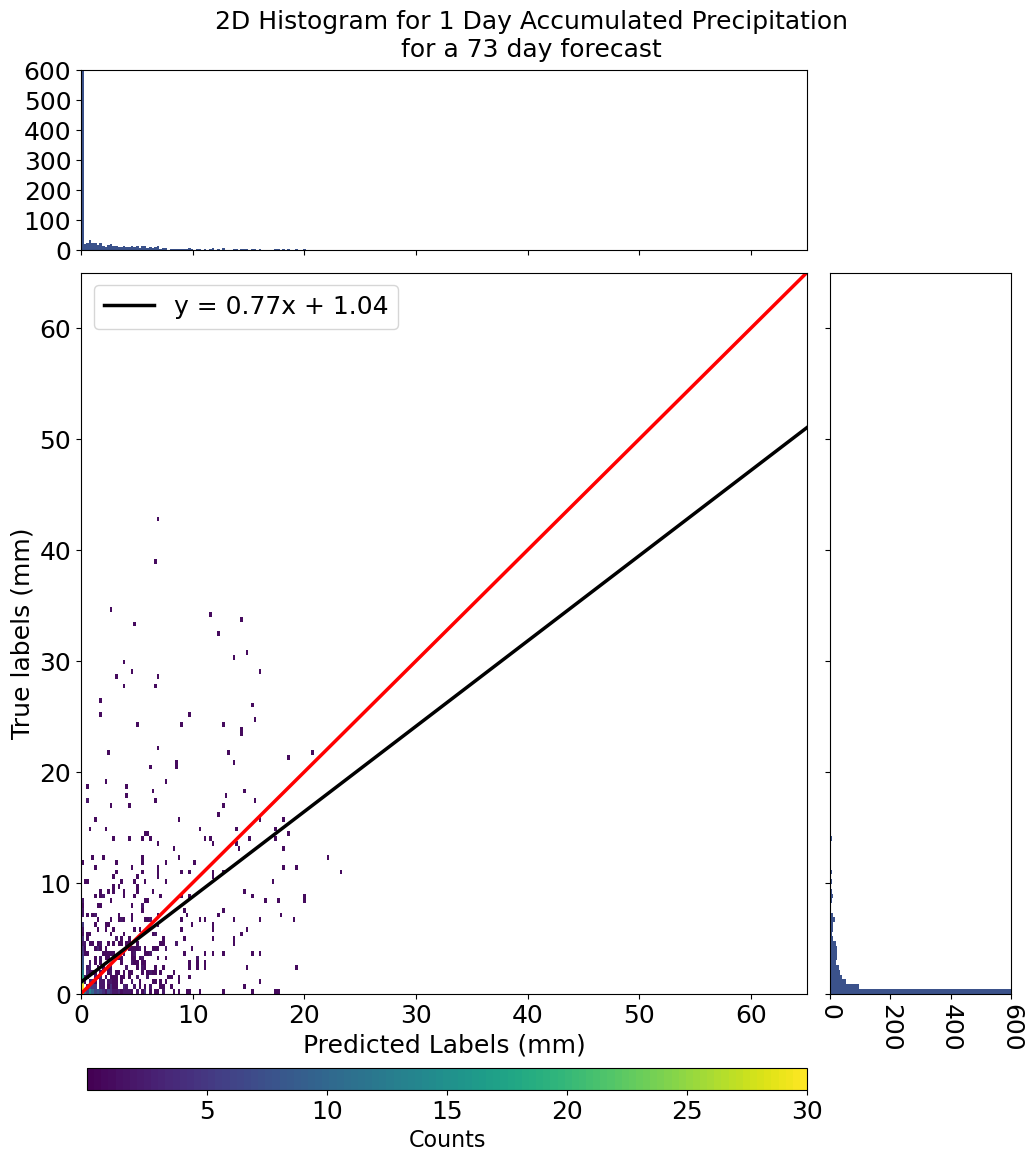 2D Histogram for 1 Day Accumulated Precipitation
for a 73 day forecast
600
500
400
300
200
100
0
y = 0.77x + 1.04
60
50
40
30
20
10
0
True labels (mm)
0 10 20 30 40 50 60
Predicted Labels (mm)
0 200 400 600
5 10 15 20 25 30
Counts